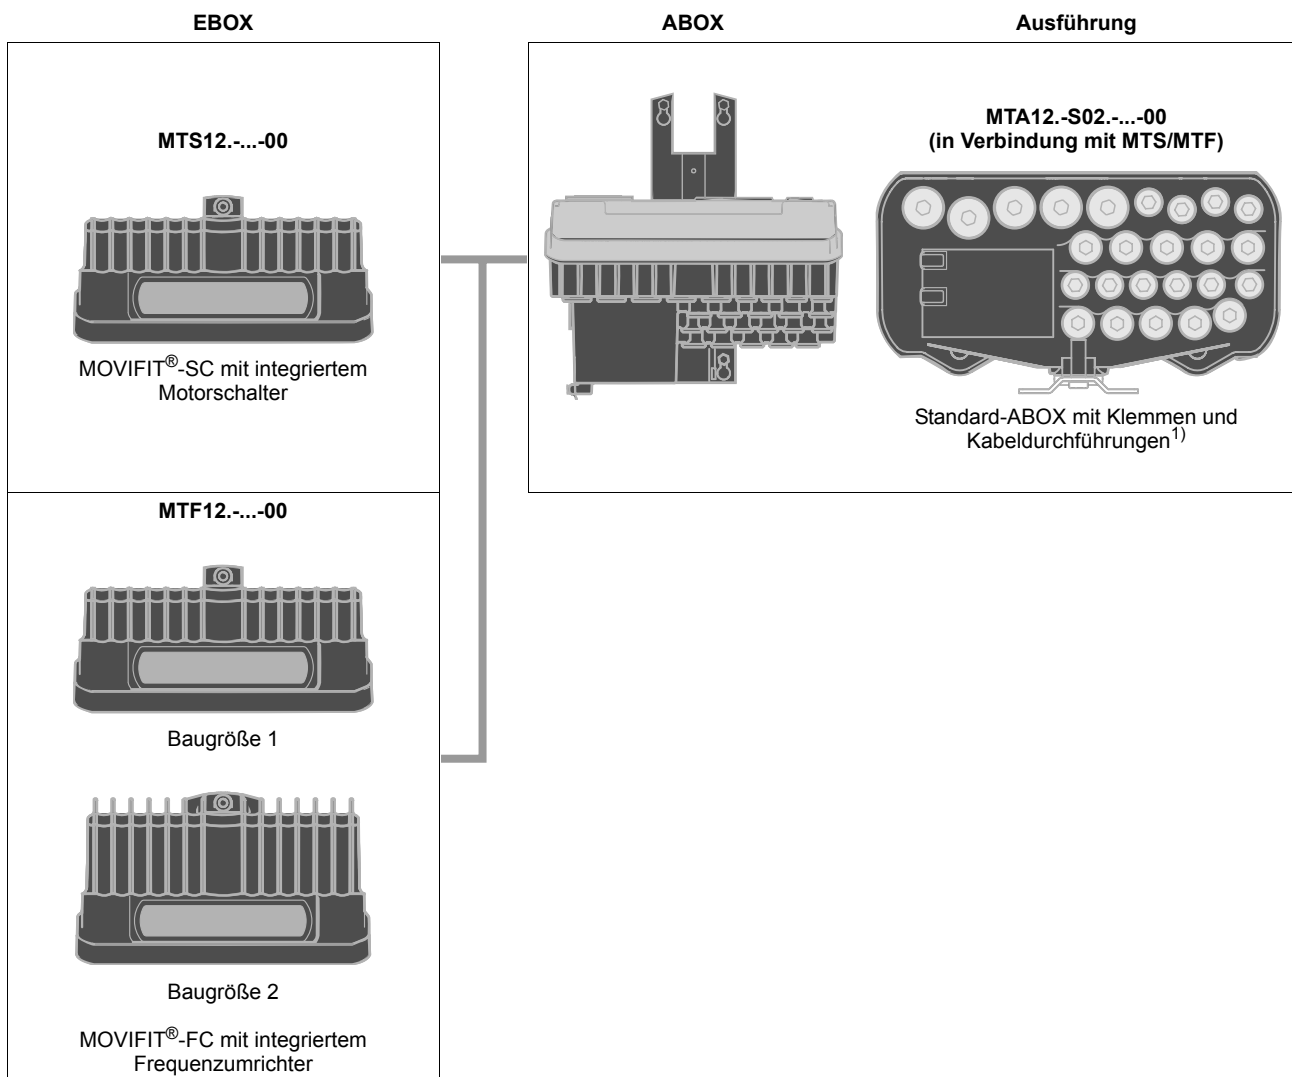 EBOX
ABOX
Ausführung
MTS12.-...-00
MOVIFIT®-SC mit integriertem
Motorschalter
MTA12.-S02.-...-00
(in Verbindung mit MTS/MTF)
Standard-ABOX mit Klemmen und
Kabeldurchführungen1)
MTF12.-...-00
Baugröße 1
Baugröße 2
MOVIFIT®-FC mit integriertem
Frequenzumrichter